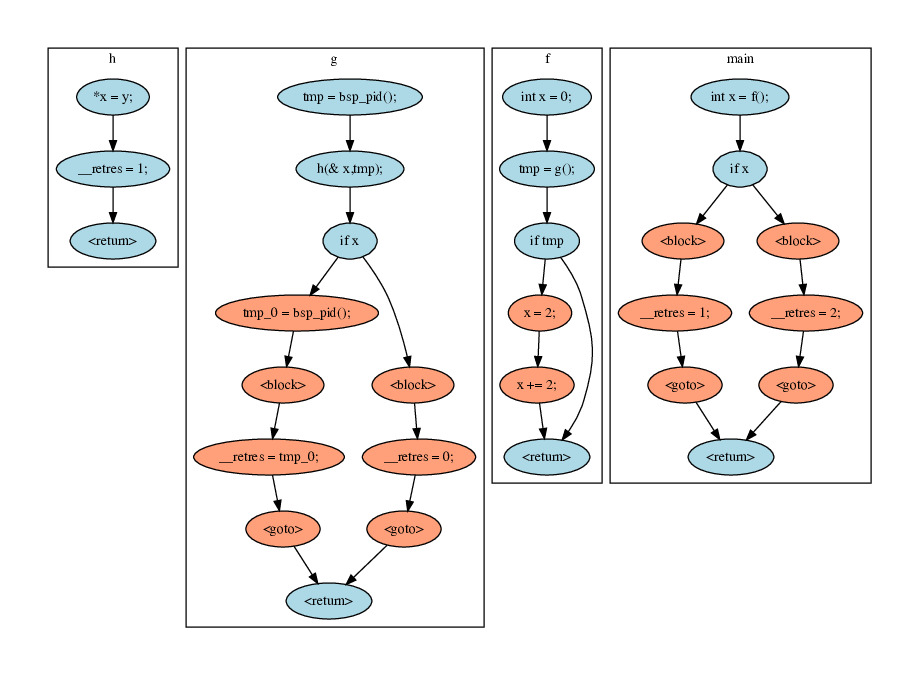 h
*x = y;
__retres = 1;
<return>
g
tmp = bsp_pid();
h(& x,tmp);
if x
tmp_0 = bsp_pid();
<block>
<block>
__retres = tmp_0;
__retres = 0;
<goto>
<goto>
<return>
f
int x = 0;
tmp = g();
if tmp
x = 2;
x += 2;
<return>
main
int x = f();
if x
<block>
<block>
__retres = 1;
__retres = 2;
<goto>
<goto>
<return>